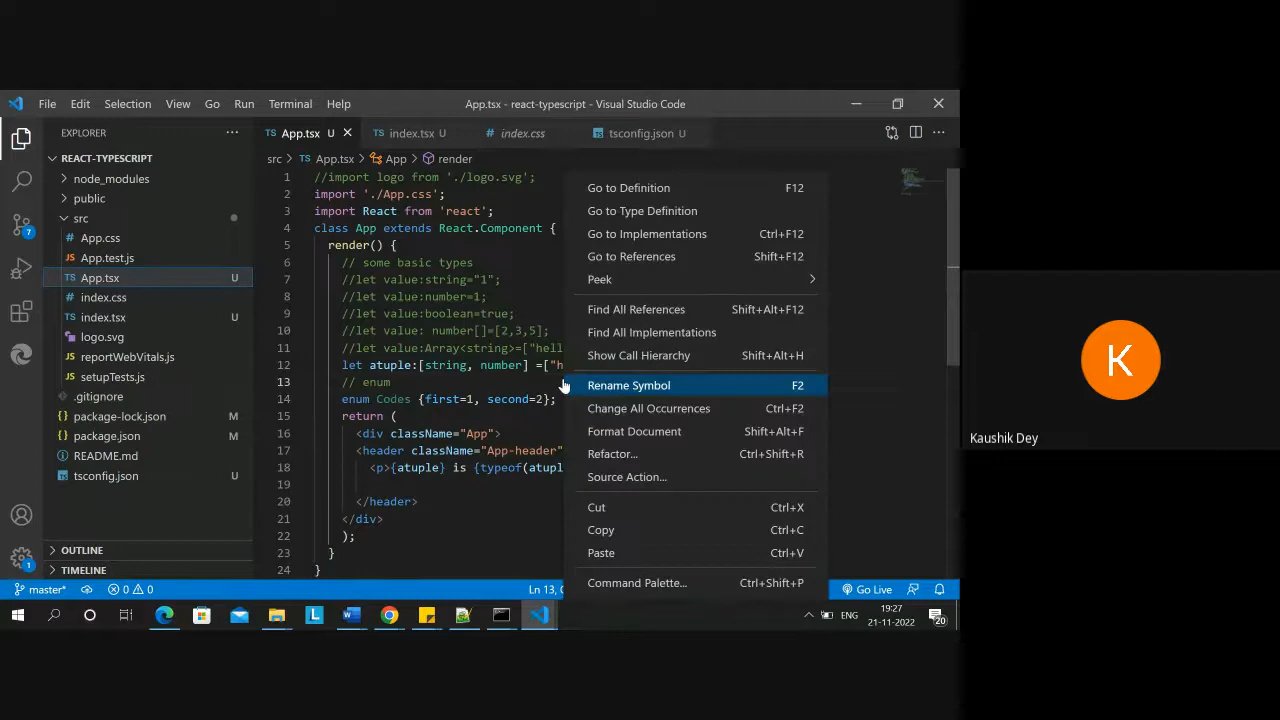 File Edit Selection View Go Run Terminal Help
App.tsx - react-typescript - Visual Studio Code
EXPLORER
REACT-TYPESCRIPT
node_modules
public
src
App.css
App.test.js
App.tsx U
index.css
index.tsx U
logo.svg
reportWebVitals.js
setupTests.js
.gitignore
package-lock.json M
package.json M
README.md
tsconfig.json U
OUTLINE
TIMELINE
TS App.tsx U TS index.tsx U index.css tsconfig.json U
src > TS App.tsx > App > render
1 //import logo from './logo.svg';
2 import './App.css';
3 import React from 'react';
4 class App extends React.Component {
5 render() {
6 // some basic types
7 //let value:string="1";
8 //let value:number=1;
9 //let value:boolean=true;
10 //let value: number[]=[2,3,5];
11 //let value:Array<string>=["hell
12 let atuple:[string, number] =["h
13 // enum
14 enum Codes {first=1, second=2};
15 return (
16 <div className="App">
17 <header className="App-header"
18 <p>{atuple} is {typeof(atupl
19
20 </header>
21 </div>
22 );
23 }
24 }
Go to Definition F12
Go to Type Definition
Go to Implementations Ctrl+F12
Go to References Shift+F12
Peek
Find All References Shift+Alt+F12
Find All Implementations
Show Call Hierarchy Shift+Alt+H
Rename Symbol F2
Change All Occurrences Ctrl+F2
Format Document Shift+Alt+F
Refactor... Ctrl+Shift+R
Source Action...
Cut Ctrl+X
Copy Ctrl+C
Paste Ctrl+V
Command Palette... Ctrl+Shift+P
7
1
master* 0 0 Ln 13, Go Live
ENG 19:27
21-11-2022 20
K
Kaushik Dey